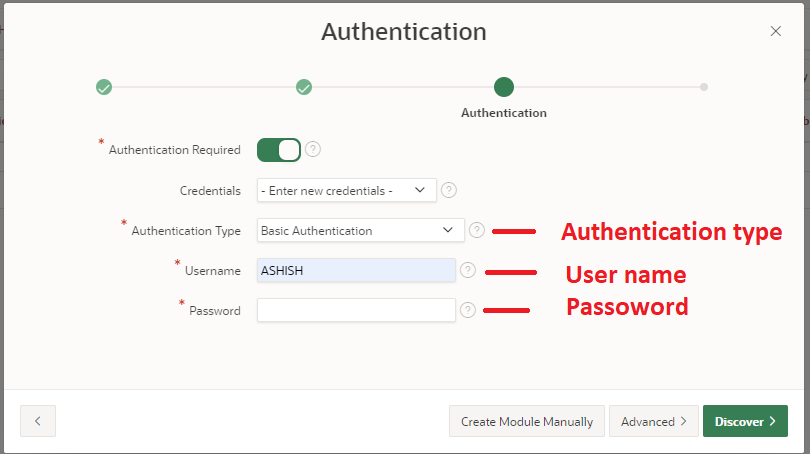 Authentication
Authentication
* Authentication Required ?
Credentials - Enter new credentials - ?
* Authentication Type Basic Authentication ? Authentication type
* Username ASHISH ? User name
* Password ? Passoword
Create Module Manually Advanced Discover